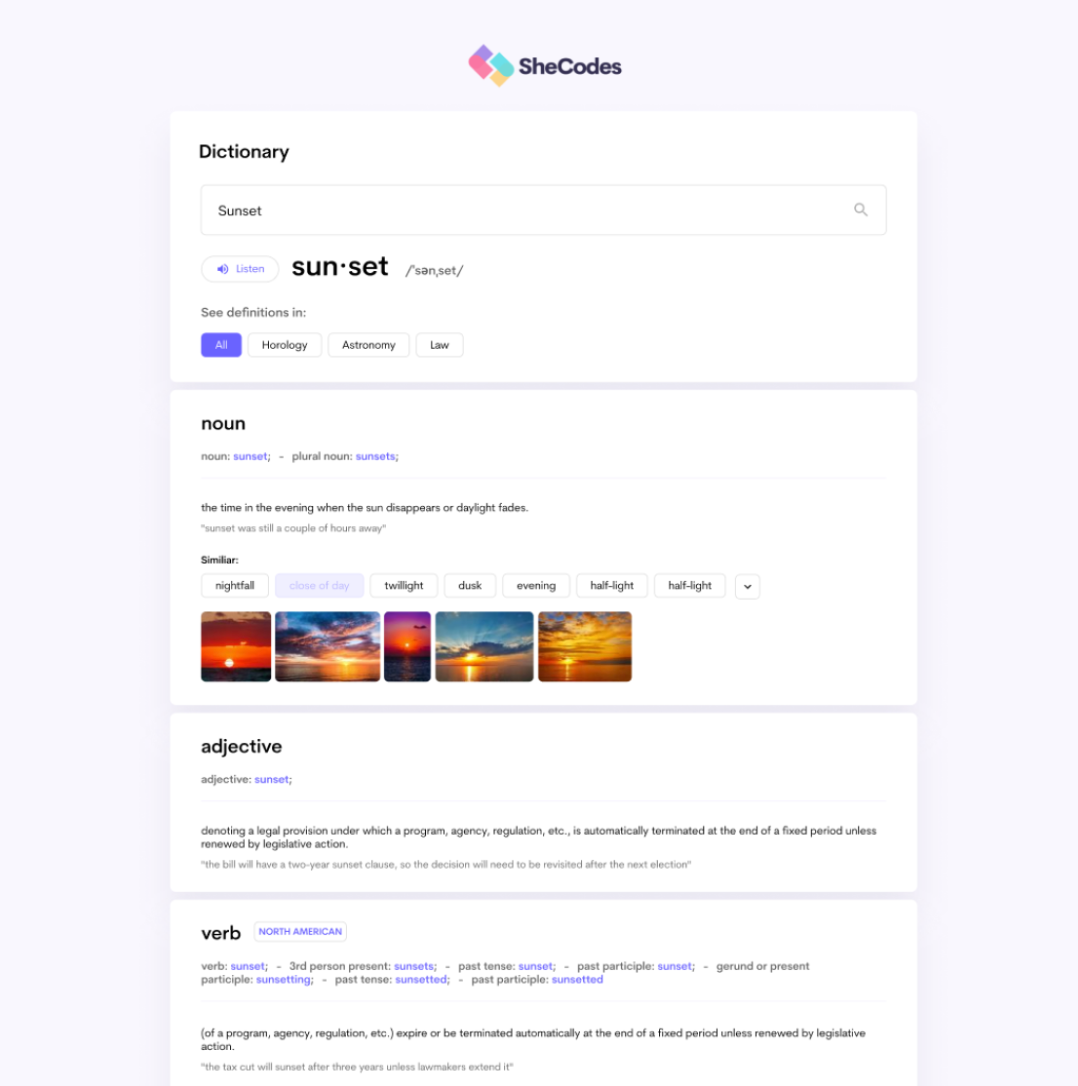 SheCodes
Dictionary
Sunset
Listen
sun·set
/ˈsənˌset/
See definitions in:
All
Horology
Astronomy
Law
noun
noun: sunset; - plural noun: sunsets;
the time in the evening when the sun disappears or daylight fades.
"sunset was still a couple of hours away"
Similiar:
nightfall
close of day
twillight
dusk
evening
half-light
half-light
adjective
adjective: sunset;
denoting a legal provision under which a program, agency, regulation, etc., is automatically terminated at the end of a fixed period unless
renewed by legislative action.
"the bill will have a two-year sunset clause, so the decision will need to be revisited after the next election"
verb
NORTH AMERICAN
verb: sunset; - 3rd person present: sunsets; - past tense: sunset; - past participle: sunset; - gerund or present
participle: sunsetting; - past tense: sunsetted; - past participle: sunsetted
(of a program, agency, regulation, etc.) expire or be terminated automatically at the end of a fixed period unless renewed by legislative
action.
"the tax cut will sunset after three years unless lawmakers extend it"